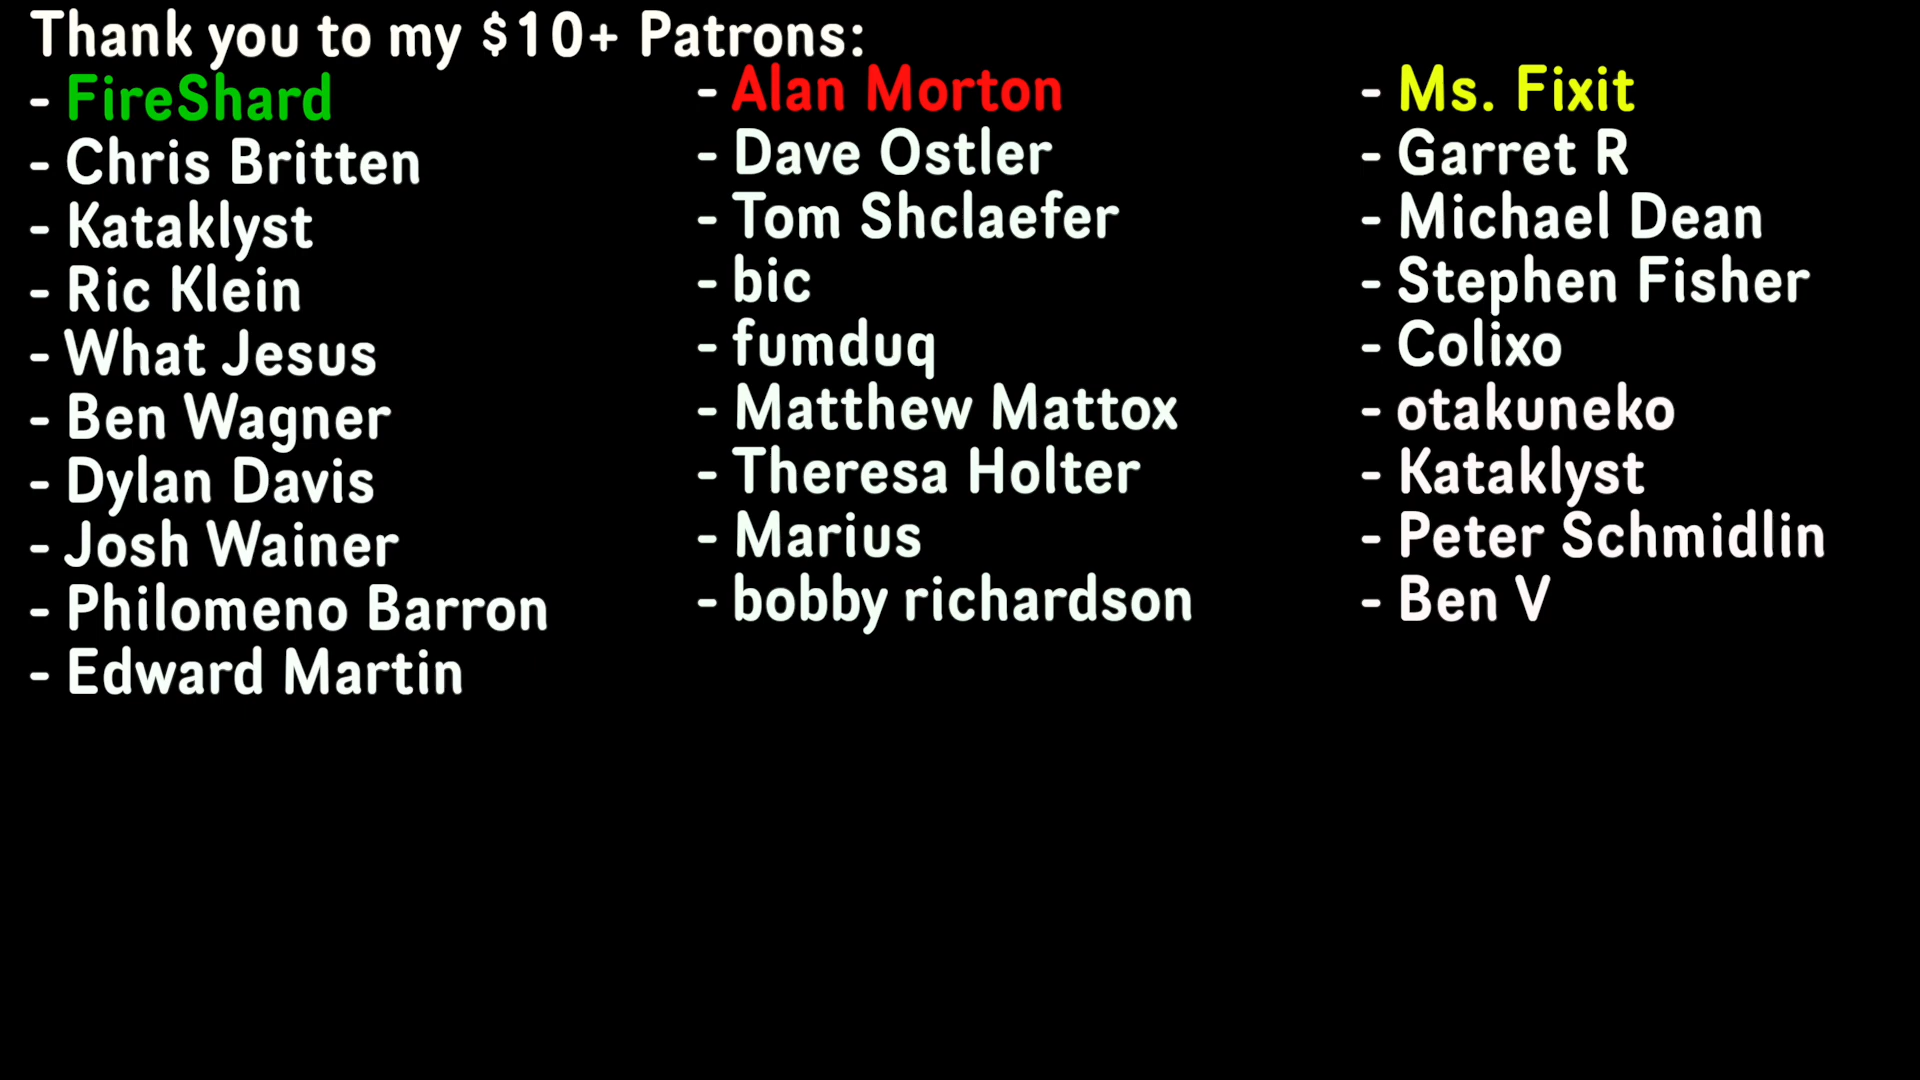 Thank you to my $10+ Patrons:
- FireShard
- Chris Britten
- Kataklyst
- Ric Klein
- What Jesus
- Ben Wagner
- Dylan Davis
- Josh Wainer
- Philomeno Barron
- Edward Martin
- Alan Morton
- Dave Ostler
- Tom Shclaefer
- bic
- fumduq
- Matthew Mattox
- Theresa Holter
- Marius
- bobby richardson
- Ms. Fixit
- Garret R
- Michael Dean
- Stephen Fisher
- Colixo
- otakuneko
- Kataklyst
- Peter Schmidlin
- Ben V